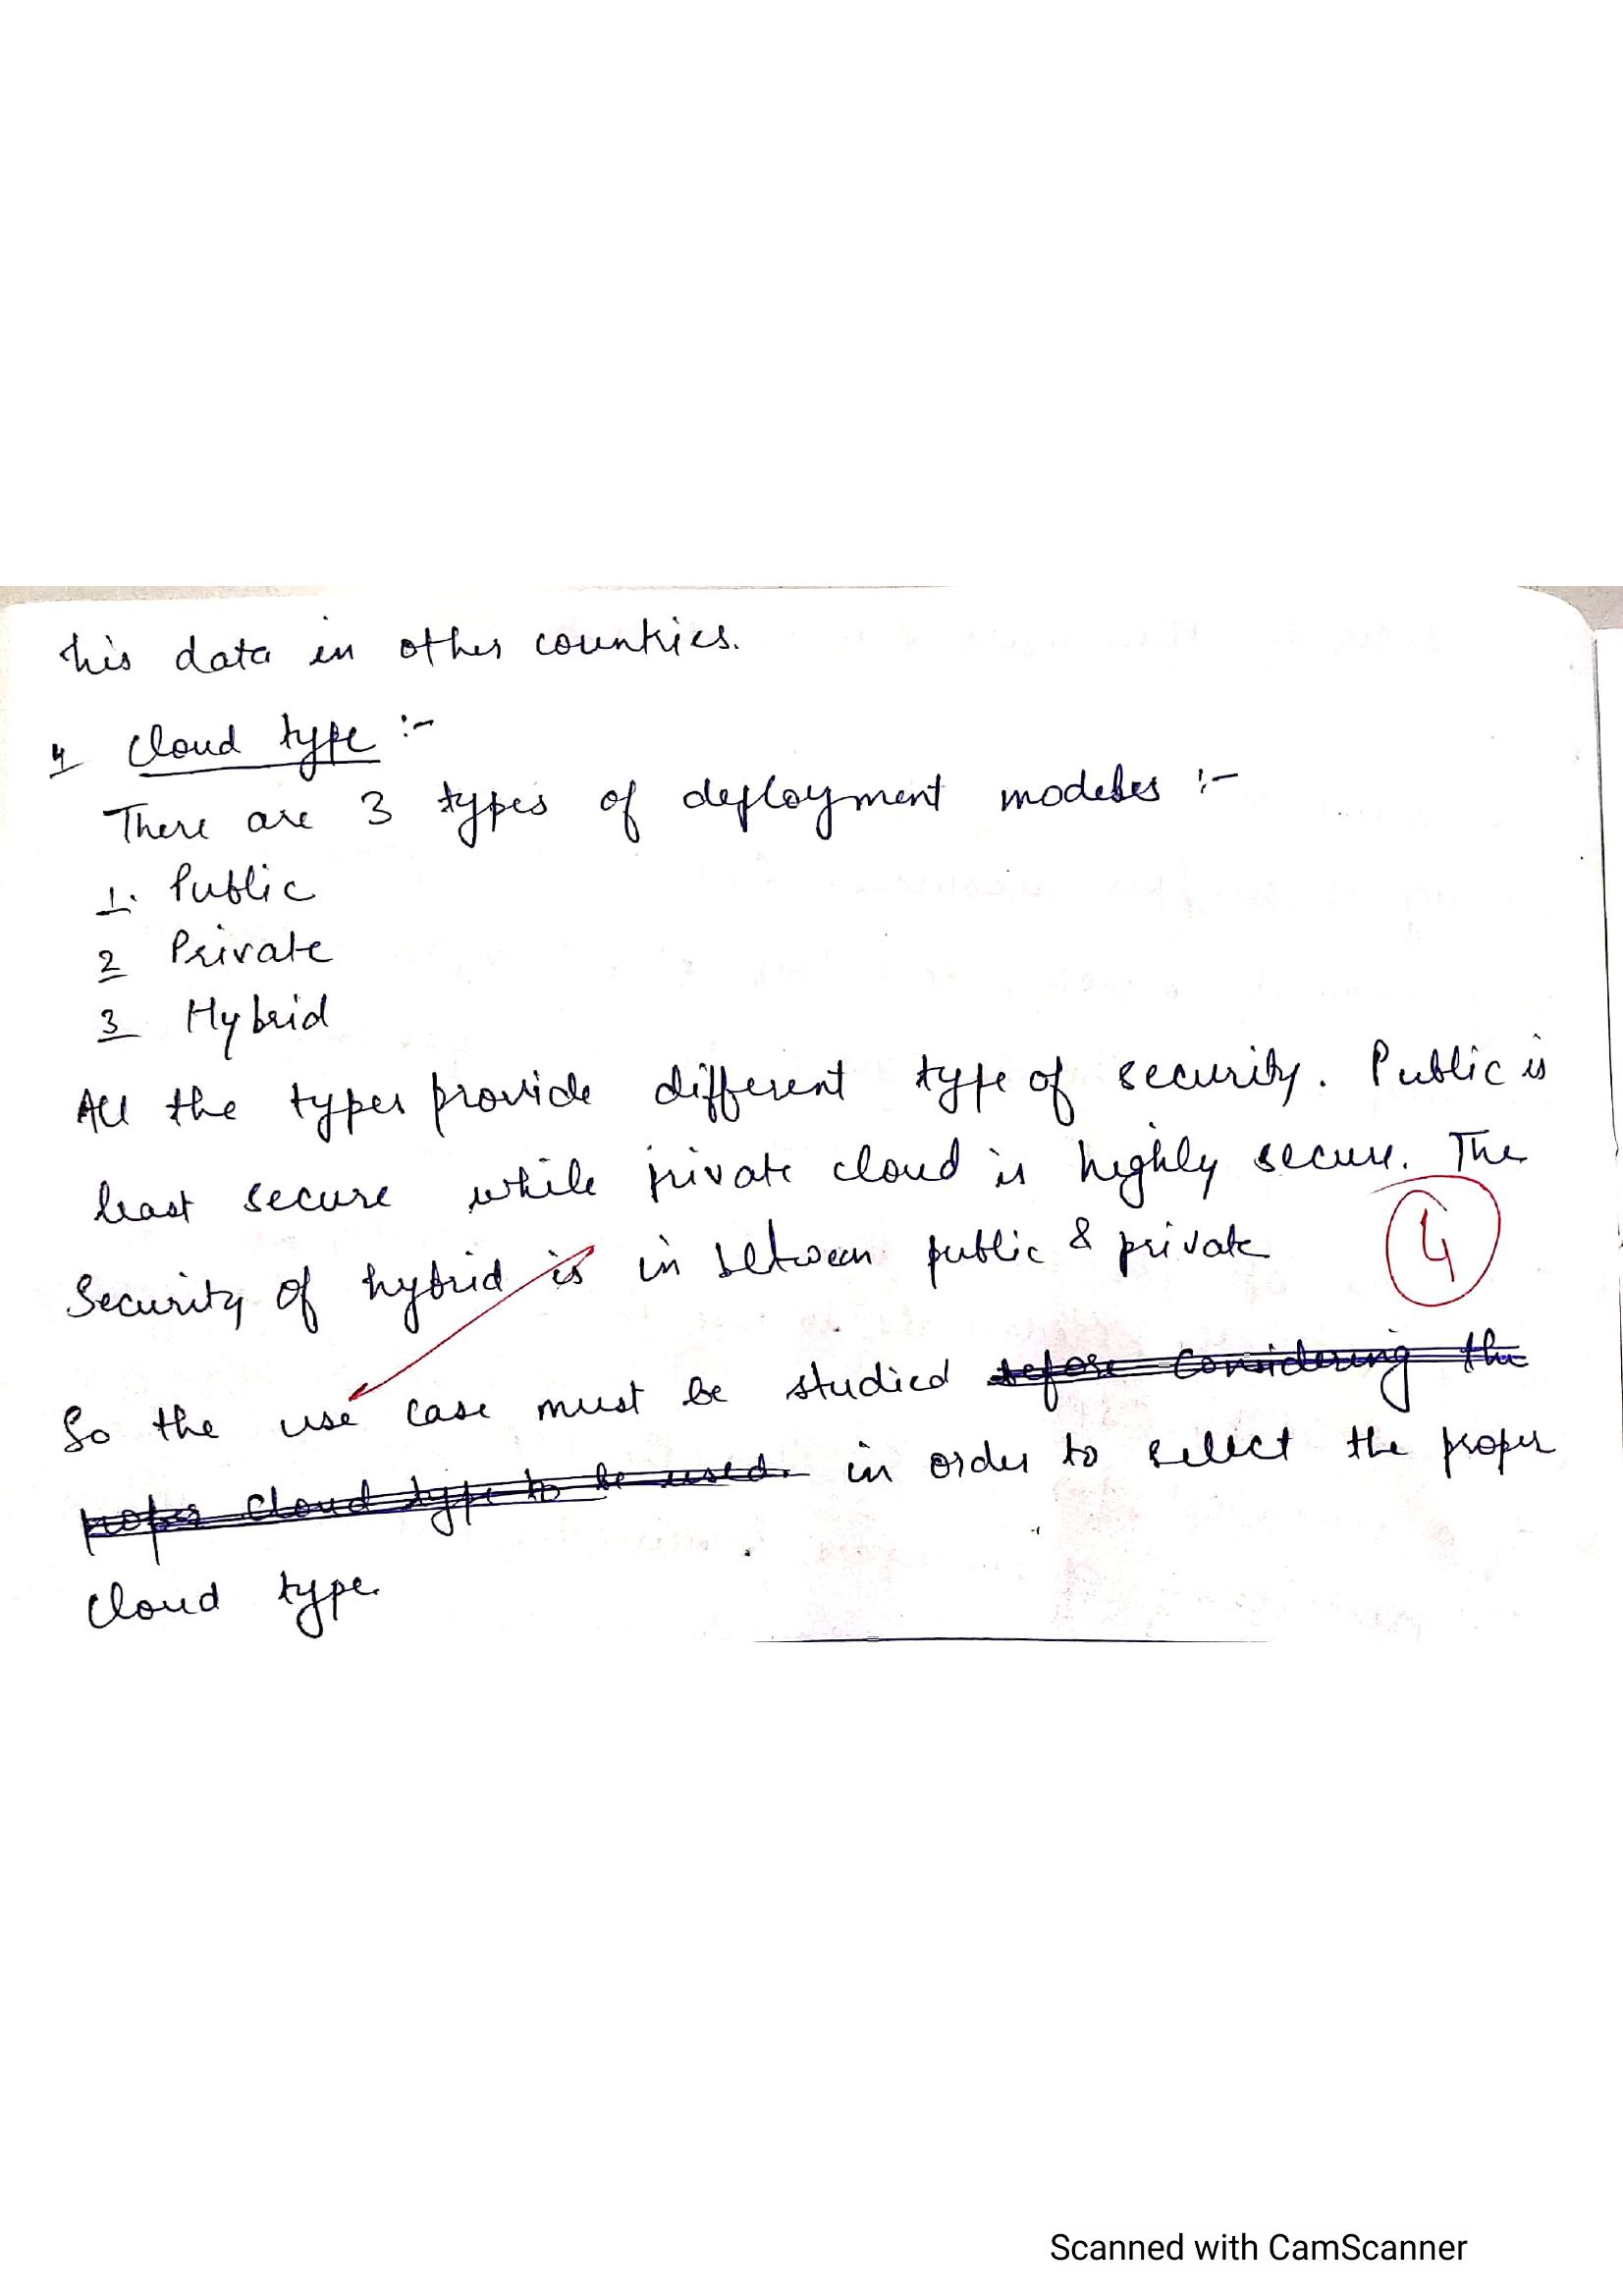 his data in other countries.
4 Cloud type :-
There are 3 types of deployment modeles :-
1. Public
2 Private
3 Hybrid
All the types provide different type of security. Public is
least secure while private cloud is highly secure. The
Security of hybrid is in between public & private
4
So the use case must be studied before considering the
proper cloud type to be used. in order to select the proper
cloud type.
Scanned with CamScanner